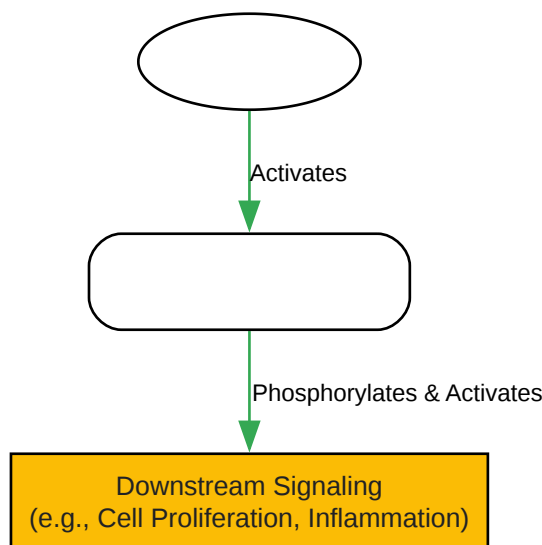 Activates
Phosphorylates & Activates
Downstream Signaling
(e.g., Cell Proliferation, Inflammation)